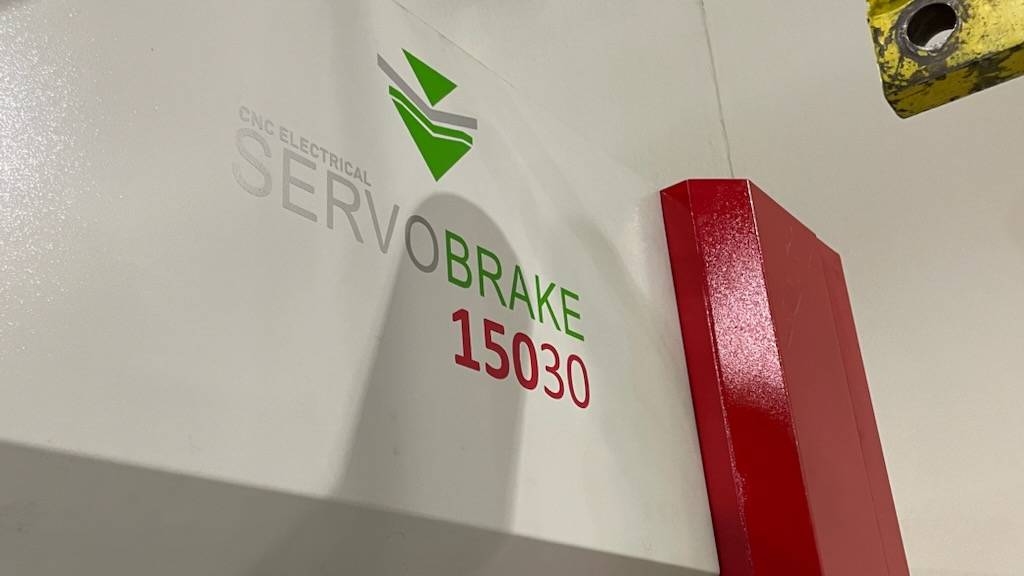 CNC ELECTRICAL
SERVOBRAKE
15030